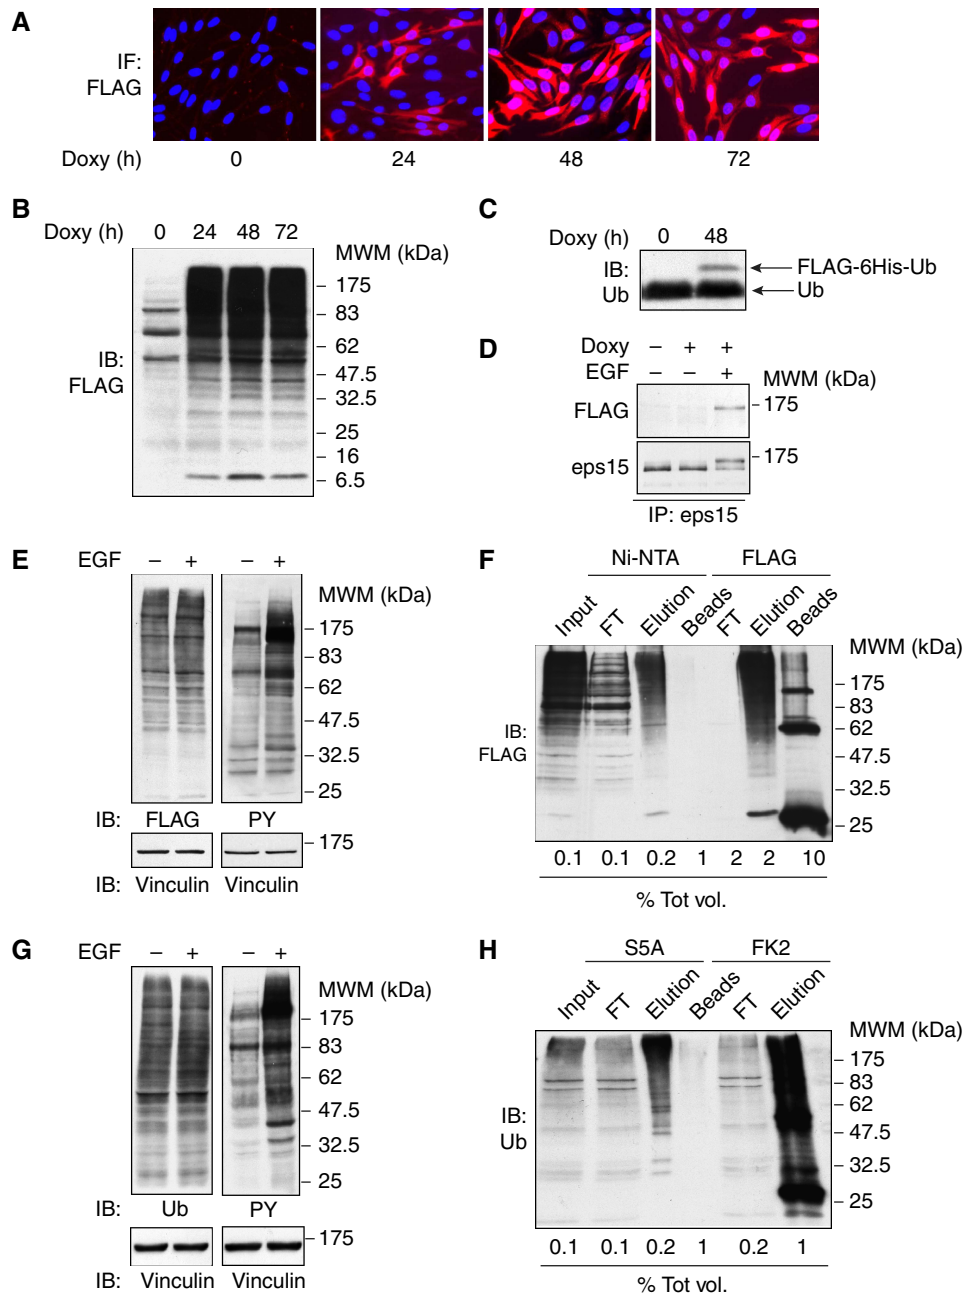 A
IF:
FLAG
Doxy (h) 0 24 48 72
B
Doxy (h) 0 24 48 72
MWM (kDa)
175
83
62
47.5
32.5
25
16
6.5
IB:
FLAG
C
Doxy (h) 0 48
IB:
Ub
FLAG-6His-Ub
Ub
D
Doxy – + +
EGF – – +
MWM (kDa)
FLAG
175
eps15
175
IP: eps15
E
EGF – + – +
MWM (kDa)
175
83
62
47.5
32.5
25
IB: FLAG PY
175
IB: Vinculin Vinculin
F
Ni-NTA FLAG
Input FT Elution Beads FT Elution Beads
MWM (kDa)
175
83
62
47.5
32.5
25
IB:
FLAG
0.1 0.1 0.2 1 2 2 10
% Tot vol.
G
EGF – + – +
MWM (kDa)
175
83
62
47.5
32.5
25
IB: Ub PY
175
IB: Vinculin Vinculin
H
S5A FK2
Input FT Elution Beads FT Elution
MWM (kDa)
175
83
62
47.5
32.5
25
IB:
Ub
0.1 0.1 0.2 1 0.2 1
% Tot vol.